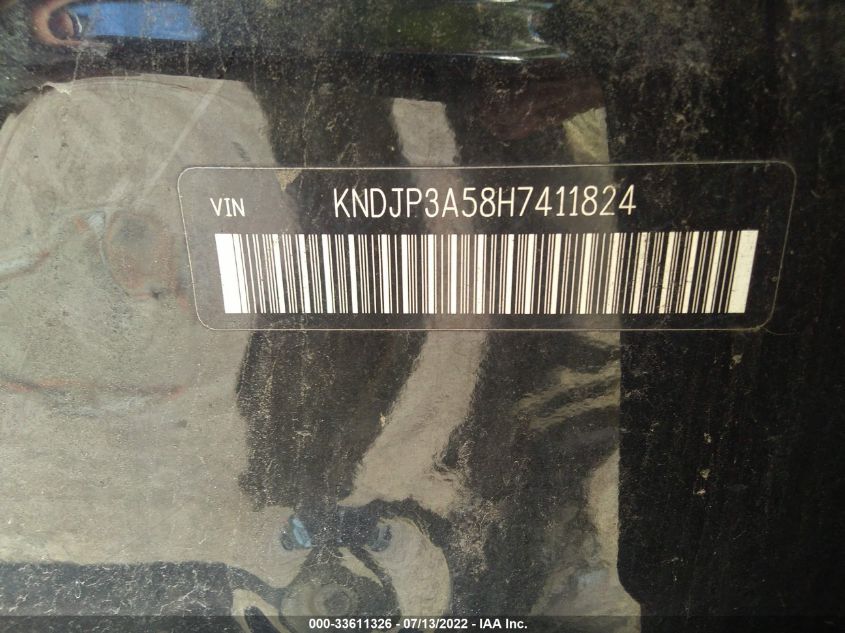 VIN KNDJP3A58H7411824
000-33611326 - 07/13/2022 - IAA Inc.